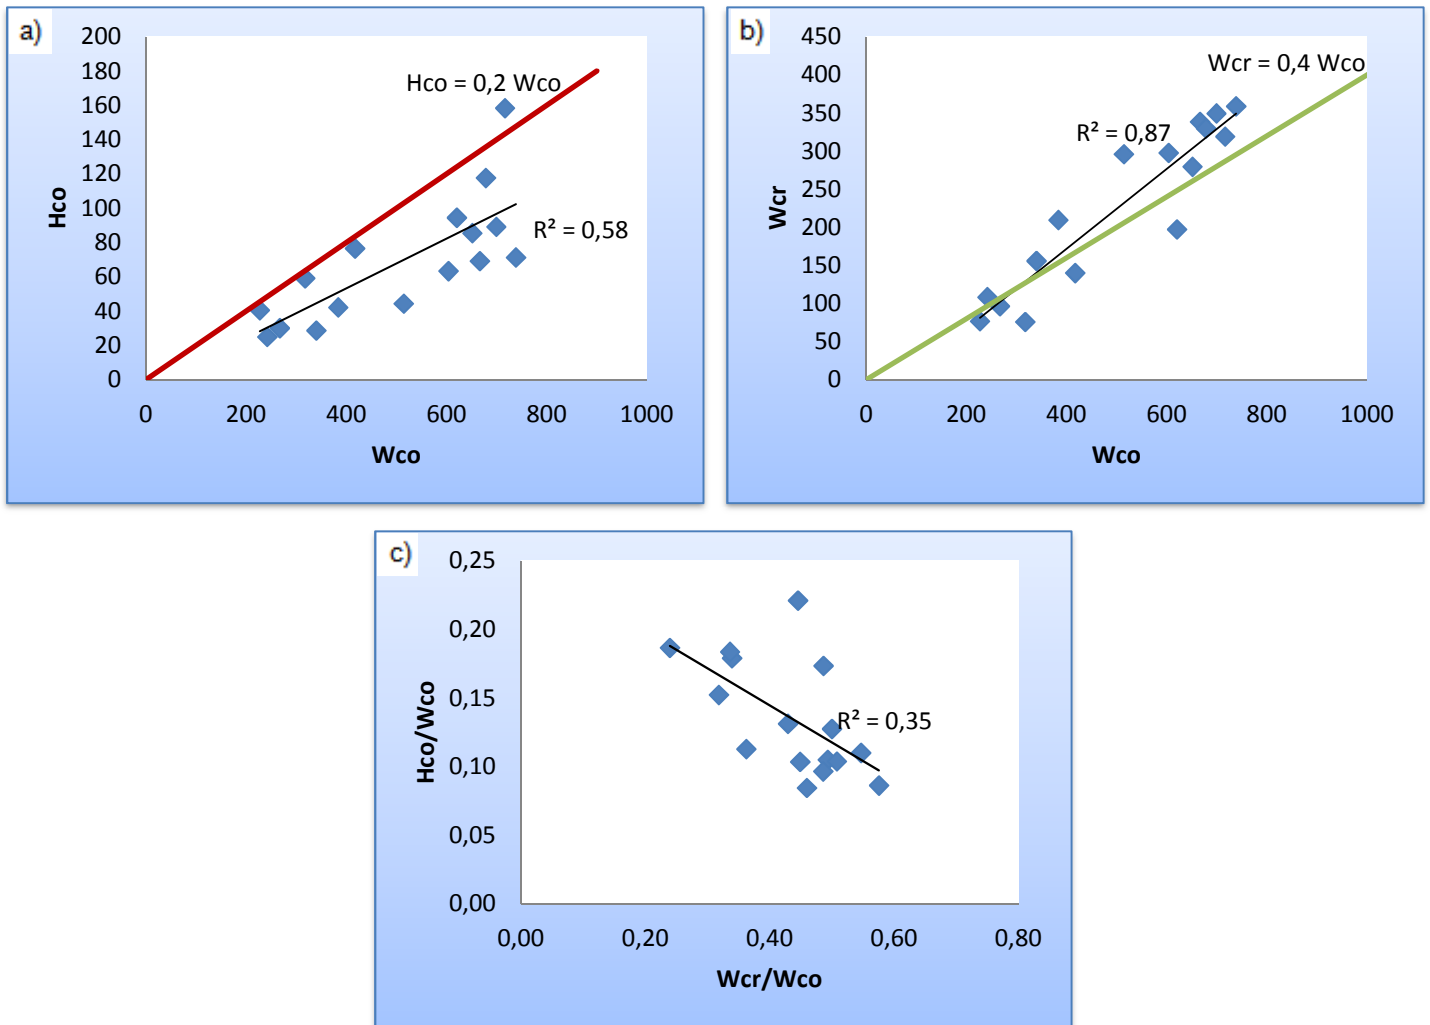 a)
200
180
160
140
120
100
80
60
40
20
0
Hco
Hco = 0,2 Wco
R² = 0,58
0 200 400 600 800 1000
Wco
b)
450
400
350
300
250
200
150
100
50
0
Wcr
Wcr = 0,4 Wco
R² = 0,87
0 200 400 600 800 1000
Wco
c)
0,25
0,20
0,15
0,10
0,05
0,00
Hco/Wco
R² = 0,35
0,00 0,20 0,40 0,60 0,80
Wcr/Wco